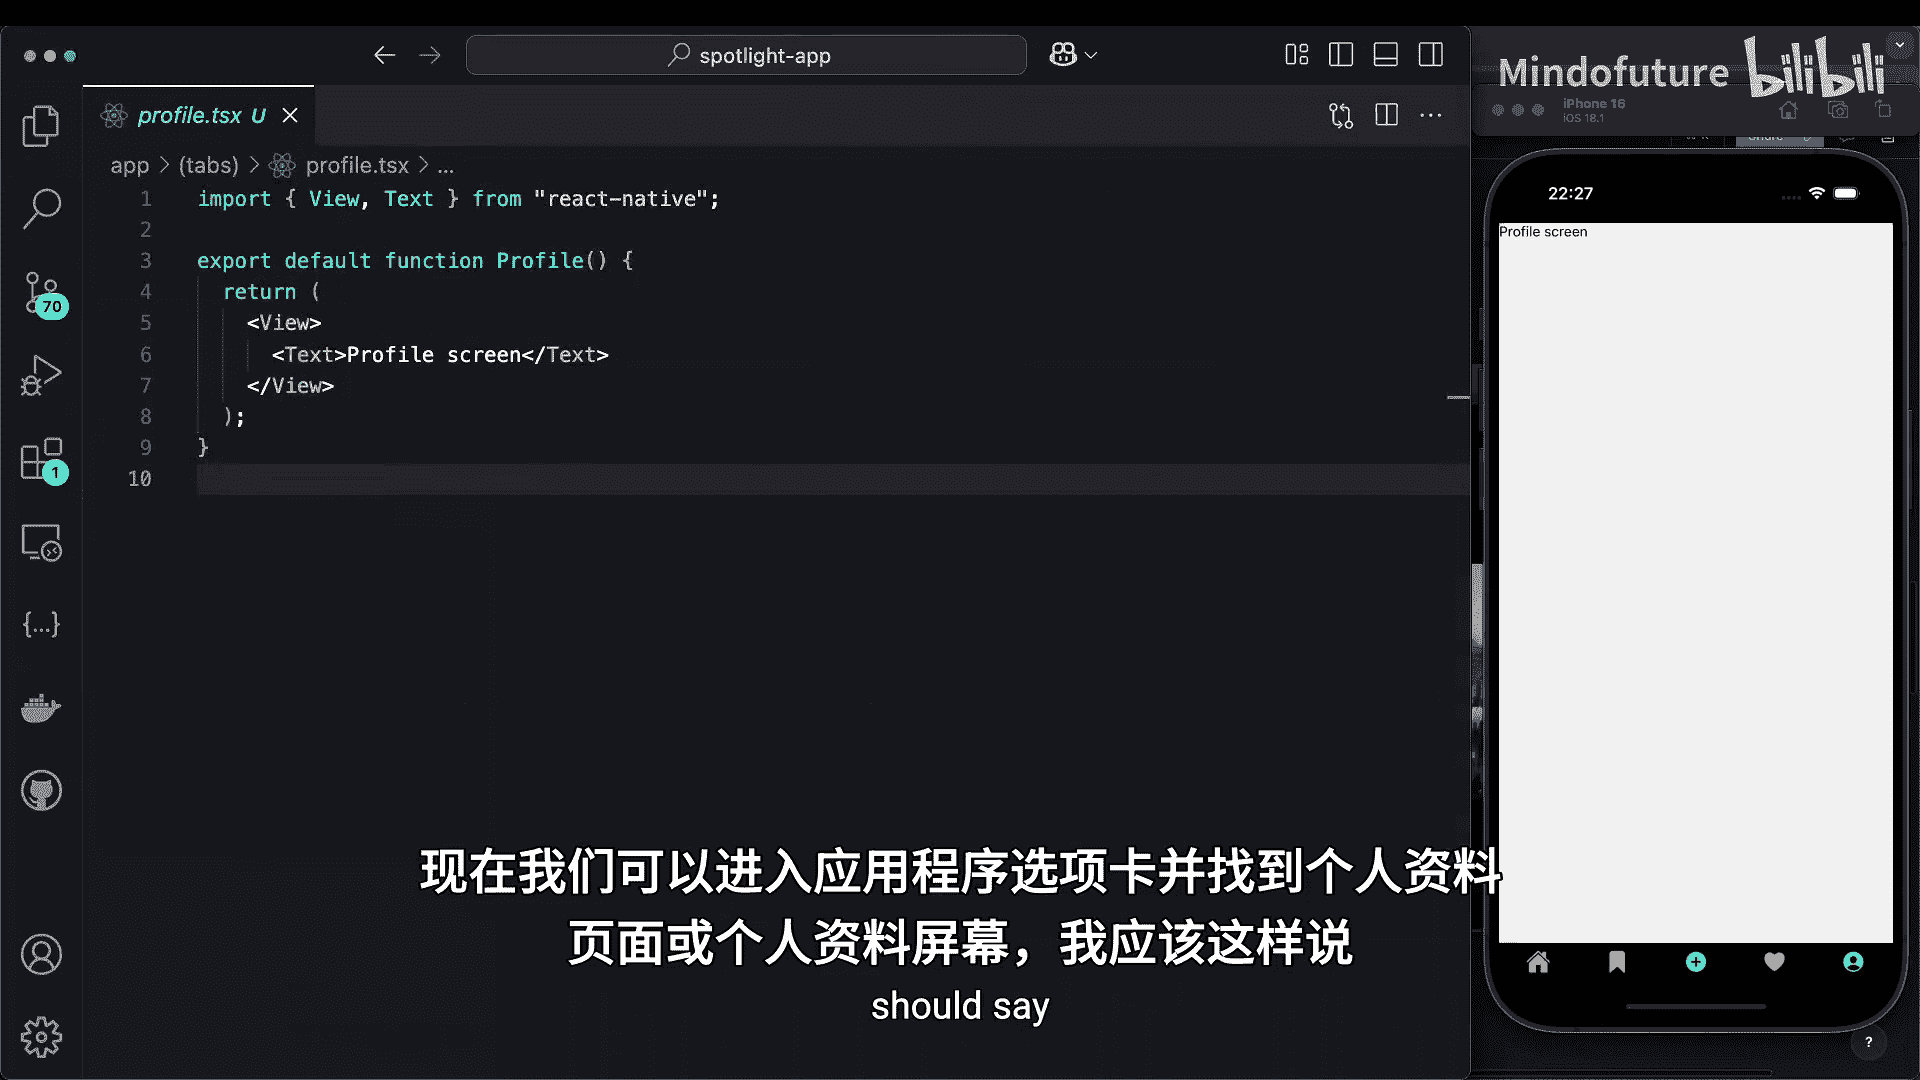 spotlight-app
Mindofuture bilibili
profile.tsx U
iPhone 16
iOS 18.1
app > (tabs) > profile.tsx > ...
1 import { View, Text } from "react-native";
2
3 export default function Profile() {
4 return (
5 <View>
6 <Text>Profile screen</Text>
7 </View>
8 );
9 }
10
70
1
{...}
22:27
Profile screen
现在我们可以进入应用程序选项卡并找到个人资料
页面或个人资料屏幕，我应该这样说
should say
?